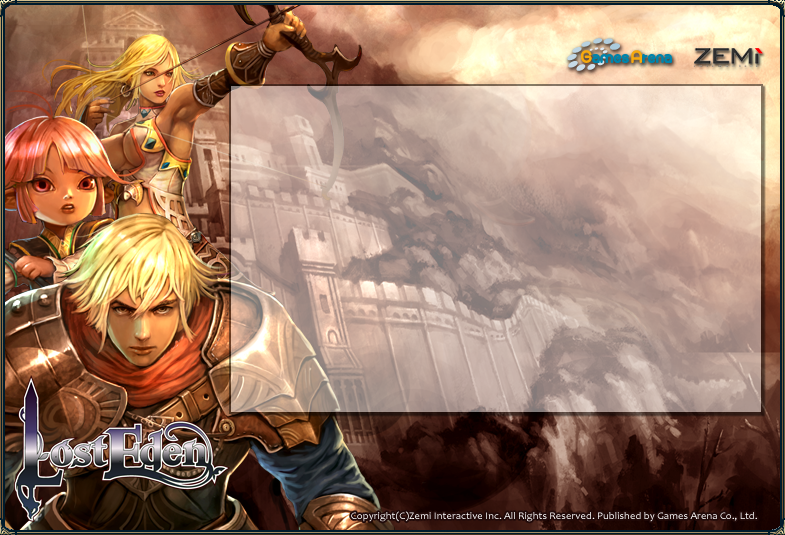 GamesArena
ZEMi
Lost Eden
Copyright(C)Zemi Interactive Inc. All Rights Reserved. Published by Games Arena Co., Ltd.